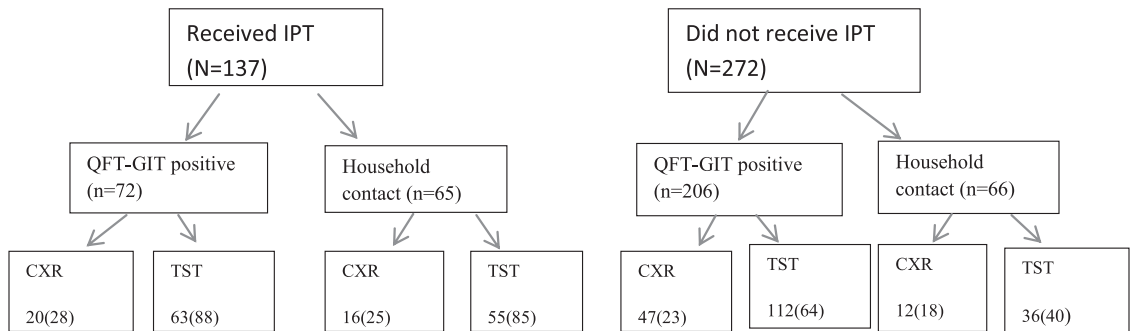 Received IPT
(N=137)
Did not receive IPT
(N=272)
QFT-GIT positive
(n=72)
Household
contact (n=65)
QFT-GIT positive
(n=206)
Household
contact (n=66)
CXR
20(28)
TST
63(88)
CXR
16(25)
TST
55(85)
CXR
47(23)
TST
112(64)
CXR
12(18)
TST
36(40)